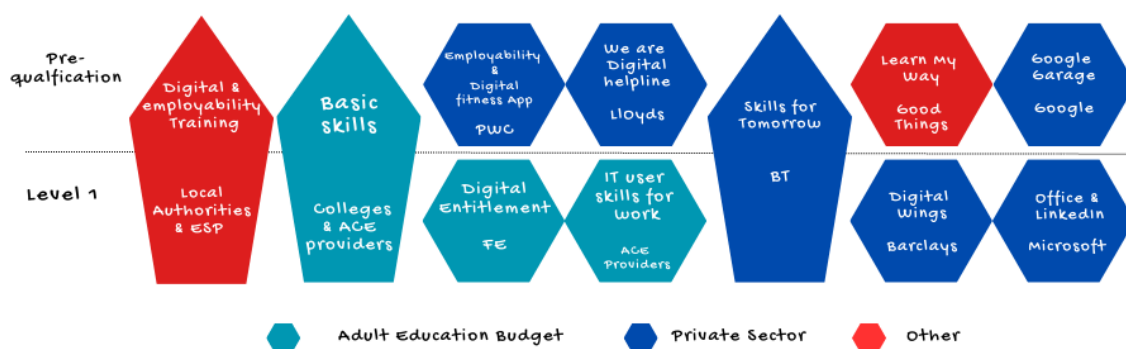 Pre-
qualfication
Digital &
employability
Training
Local
Authorities
& ESP
Basic
skills
Colleges
& ACE
providers
Employability
&
Digital
fitness App
PWC
We are
Digital
helpline
Lloyds
Skills for
Tomorrow
BT
Learn My
Way
Good
Things
Google
Garage
Google
Level 1
Digital
Entitlement
FE
IT user
skills for
work
ACE
Providers
Digital
Wings
Barclays
Office &
LinkedIn
Microsoft
Adult Education Budget
Private Sector
Other